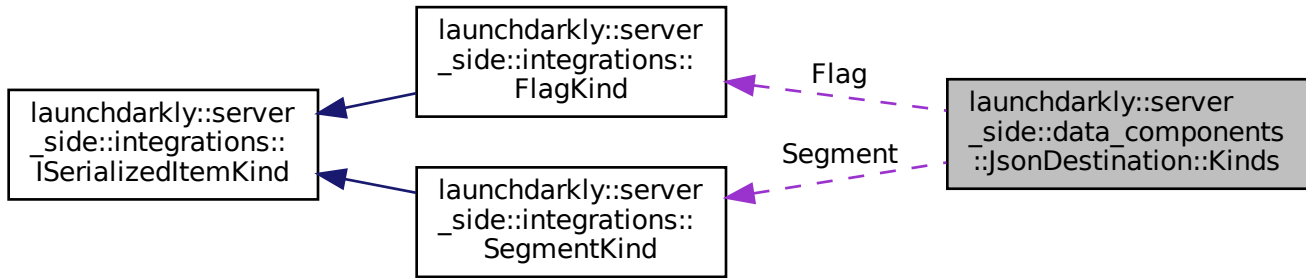 launchdarkly::server
_side::integrations::
ISerializedItemKind
launchdarkly::server
_side::integrations::
FlagKind
launchdarkly::server
_side::integrations::
SegmentKind
Flag
Segment
launchdarkly::server
_side::data_components
::JsonDestination::Kinds